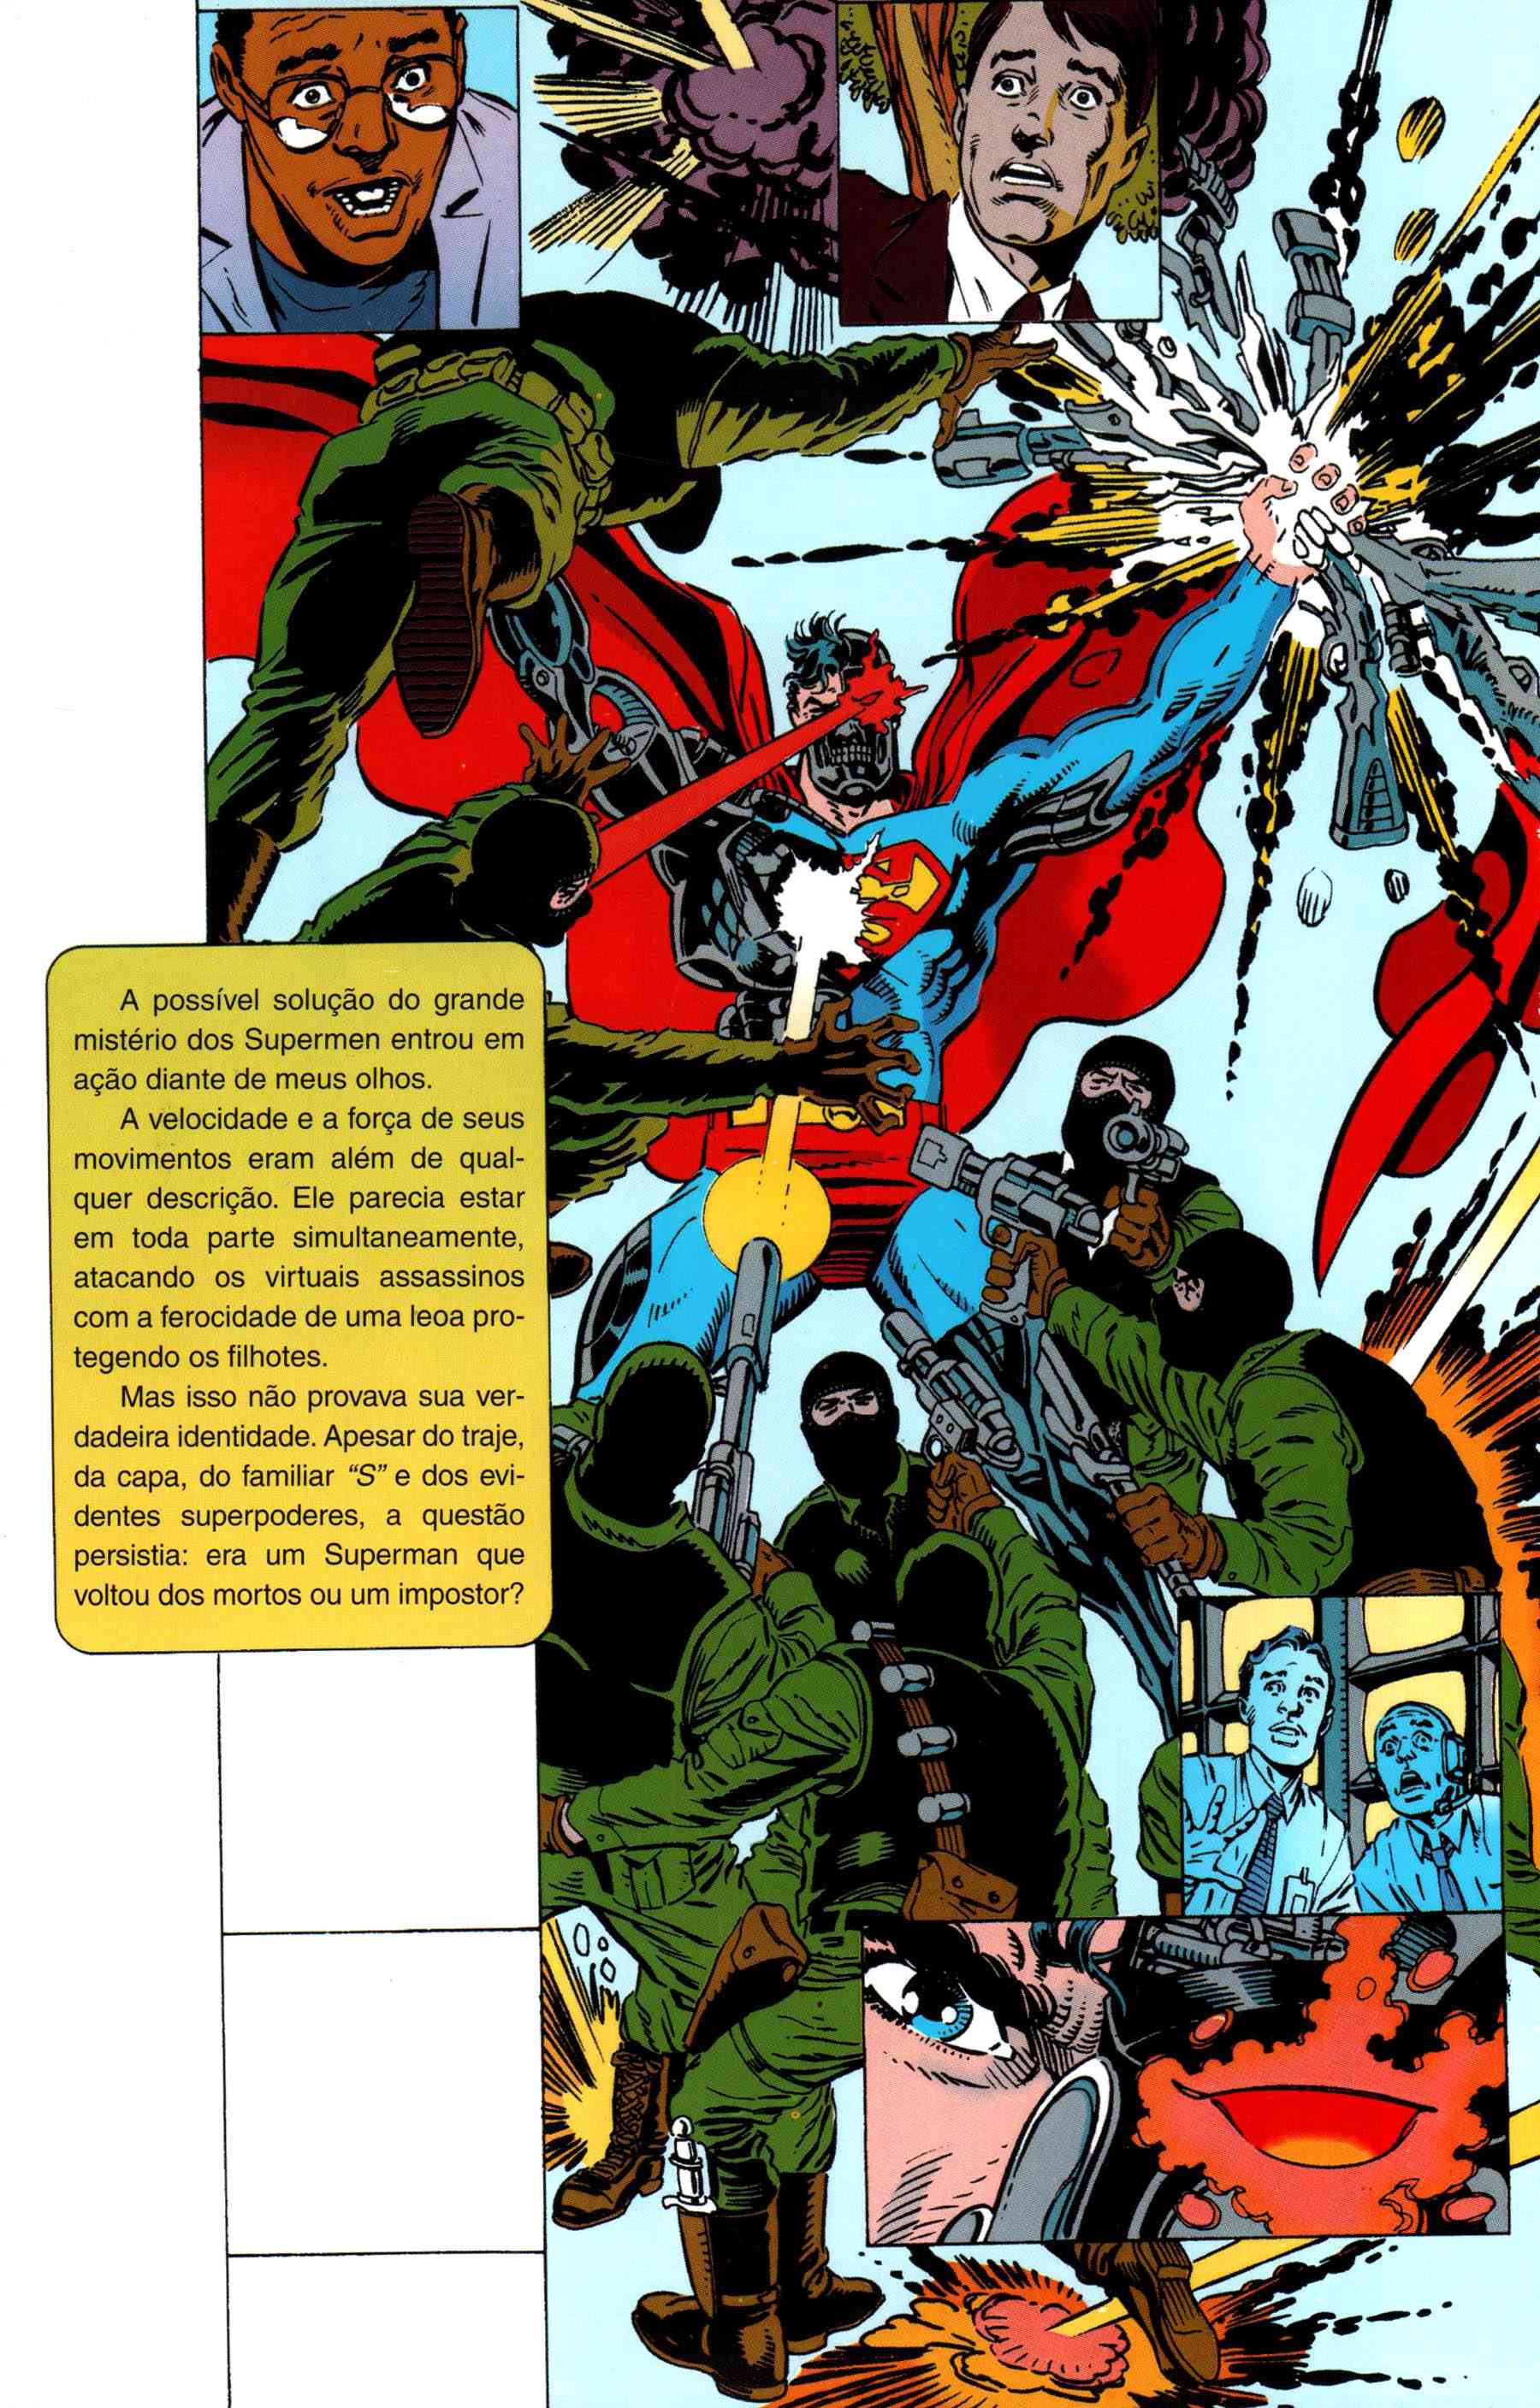 A possível solução do grande
mistério dos Supermen entrou em
ação diante de meus olhos.
A velocidade e a força de seus
movimentos eram além de qual-
quer descrição. Ele parecia estar
em toda parte simultaneamente,
atacando os virtuais assassinos
com a ferocidade de uma leoa pro-
tegendo os filhotes.
Mas isso não provava sua ver-
dadeira identidade. Apesar do traje,
da capa, do familiar “S” e dos evi-
dentes superpoderes, a questão
persistia: era um Superman que
voltou dos mortos ou um impostor?